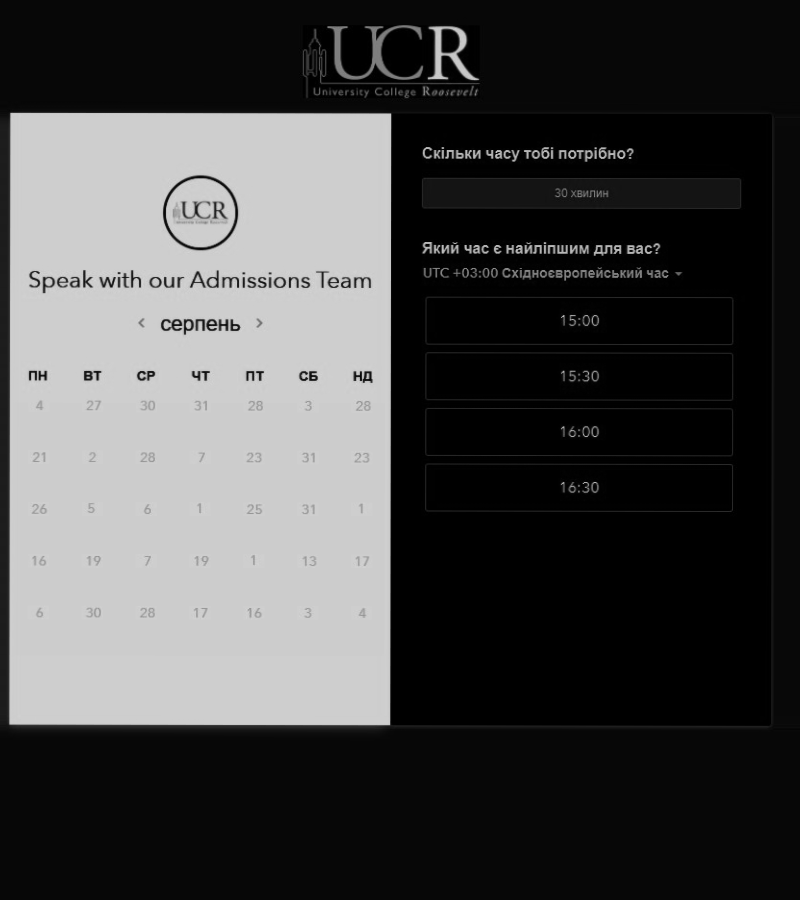 UCR
University College Roosevelt
UCR
Speak with our Admissions Team
серпень
ПН ВТ СР ЧТ ПТ СБ НД
4 27 30 31 28 3 28
21 2 28 7 23 31 23
26 5 6 1 25 31 1
16 19 7 19 1 13 17
6 30 28 17 16 3 4
Скільки часу тобі потрібно?
30 хвилин
Який час є найліпшим для вас?
UTC +03:00 Східноєвропейський час
15:00
15:30
16:00
16:30